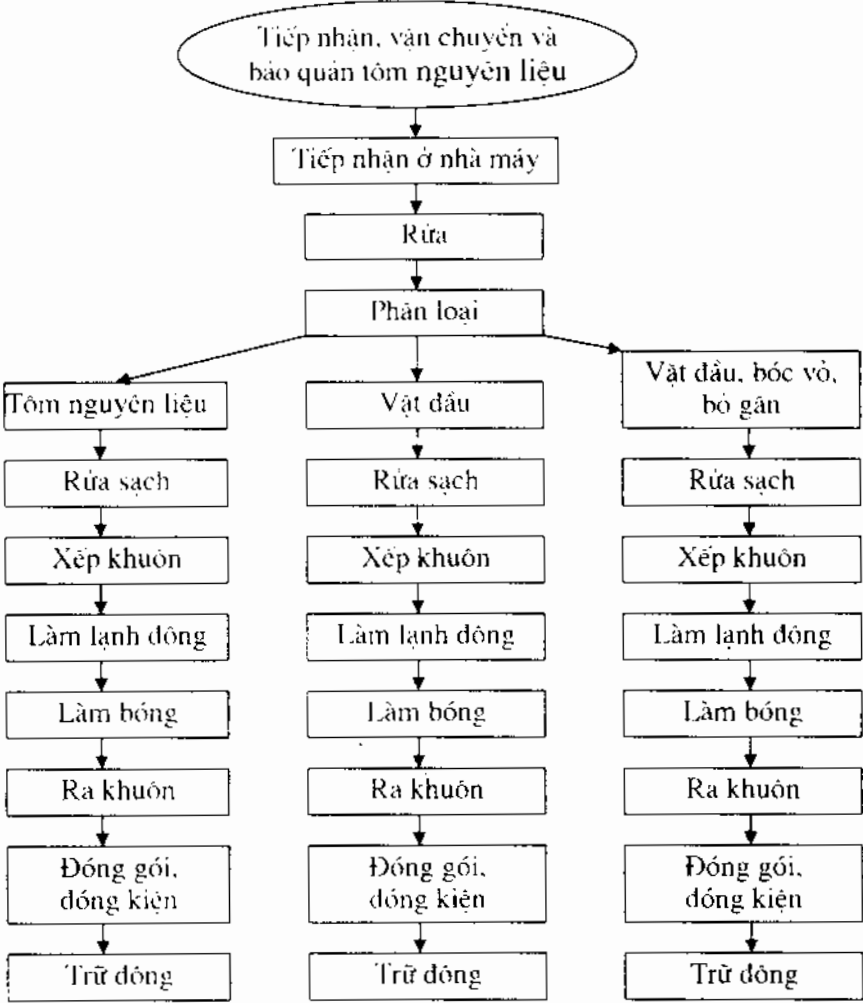 Tiếp nhận, vận chuyển và
bảo quản tôm nguyên liệu
Tiếp nhận ở nhà máy
Rửa
Phân loại
Tôm nguyên liệu
Rửa sạch
Xếp khuôn
Làm lạnh đông
Làm bóng
Ra khuôn
Đóng gói,
đóng kiện
Trữ đông
Vặt đầu
Rửa sạch
Xếp khuôn
Làm lạnh đông
Làm bóng
Ra khuôn
Đóng gói,
đóng kiện
Trữ đông
Vặt đầu, bóc vỏ,
bỏ gân
Rửa sạch
Xếp khuôn
Làm lạnh đông
Làm bóng
Ra khuôn
Đóng gói,
đóng kiện
Trữ đông